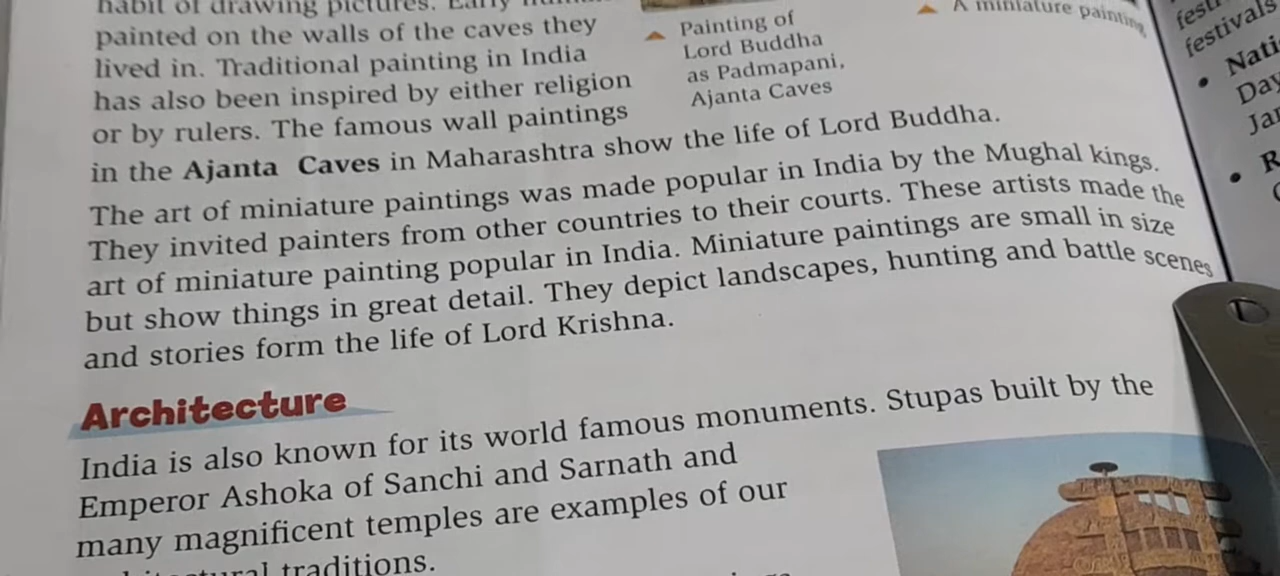 habit of drawing pictures. Early
painted on the walls of the caves they
lived in. Traditional painting in India
has also been inspired by either religion
or by rulers. The famous wall paintings
in the Ajanta Caves in Maharashtra show the life of Lord Buddha.
Painting of
Lord Buddha
as Padmapani,
Ajanta Caves
A miniature painting
The art of miniature paintings was made popular in India by the Mughal kings.
They invited painters from other countries to their courts. These artists made the
art of miniature painting popular in India. Miniature paintings are small in size
but show things in great detail. They depict landscapes, hunting and battle scenes
and stories form the life of Lord Krishna.
Architecture
India is also known for its world famous monuments. Stupas built by the
Emperor Ashoka of Sanchi and Sarnath and
many magnificent temples are examples of our
traditions.
festivals